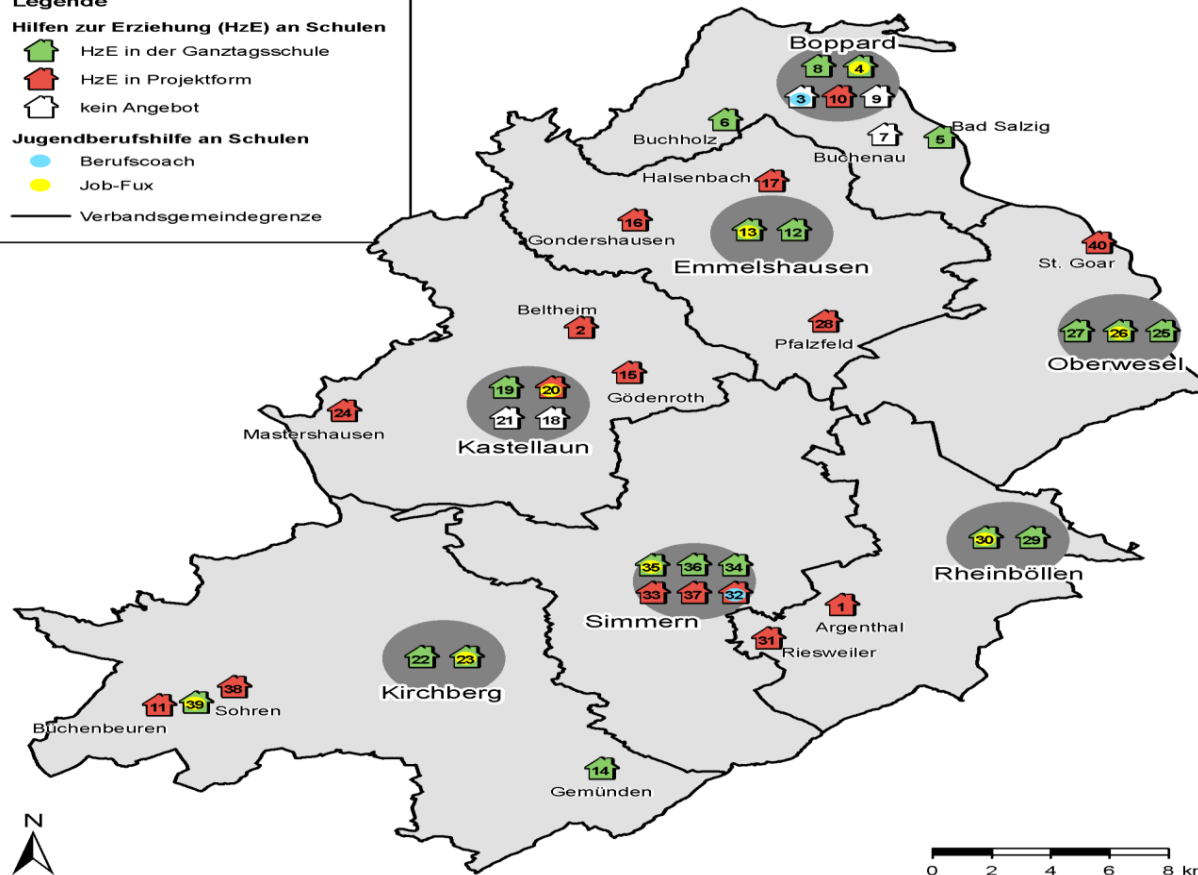 Legende
Hilfen zur Erziehung (HzE) an Schulen
HzE in der Ganztagsschule
HzE in Projektform
kein Angebot
Jugendberufshilfe an Schulen
Berufscoach
Job-Fux
Verbandsgemeindegrenze
Boppard
8 4
3 10 9
6
Buchholz
7
Buchenau
5
Bad Salzig
Halsenbach
17
16
Gondershausen
13 12
Emmelshausen
40
St. Goar
Beltheim
2
28
Pfalzfeld
27 26 25
Oberwesel
15
Gödenroth
19 20
21 18
Kastellaun
24
Mastershausen
30 29
Rheinböllen
35 36 34
33 37 32
Simmern
1
Argenthal
31
Riesweiler
22 23
Kirchberg
38
11 39
Sohren
Büchenbeuren
14
Gemünden
N
0 2 4 6 8 km